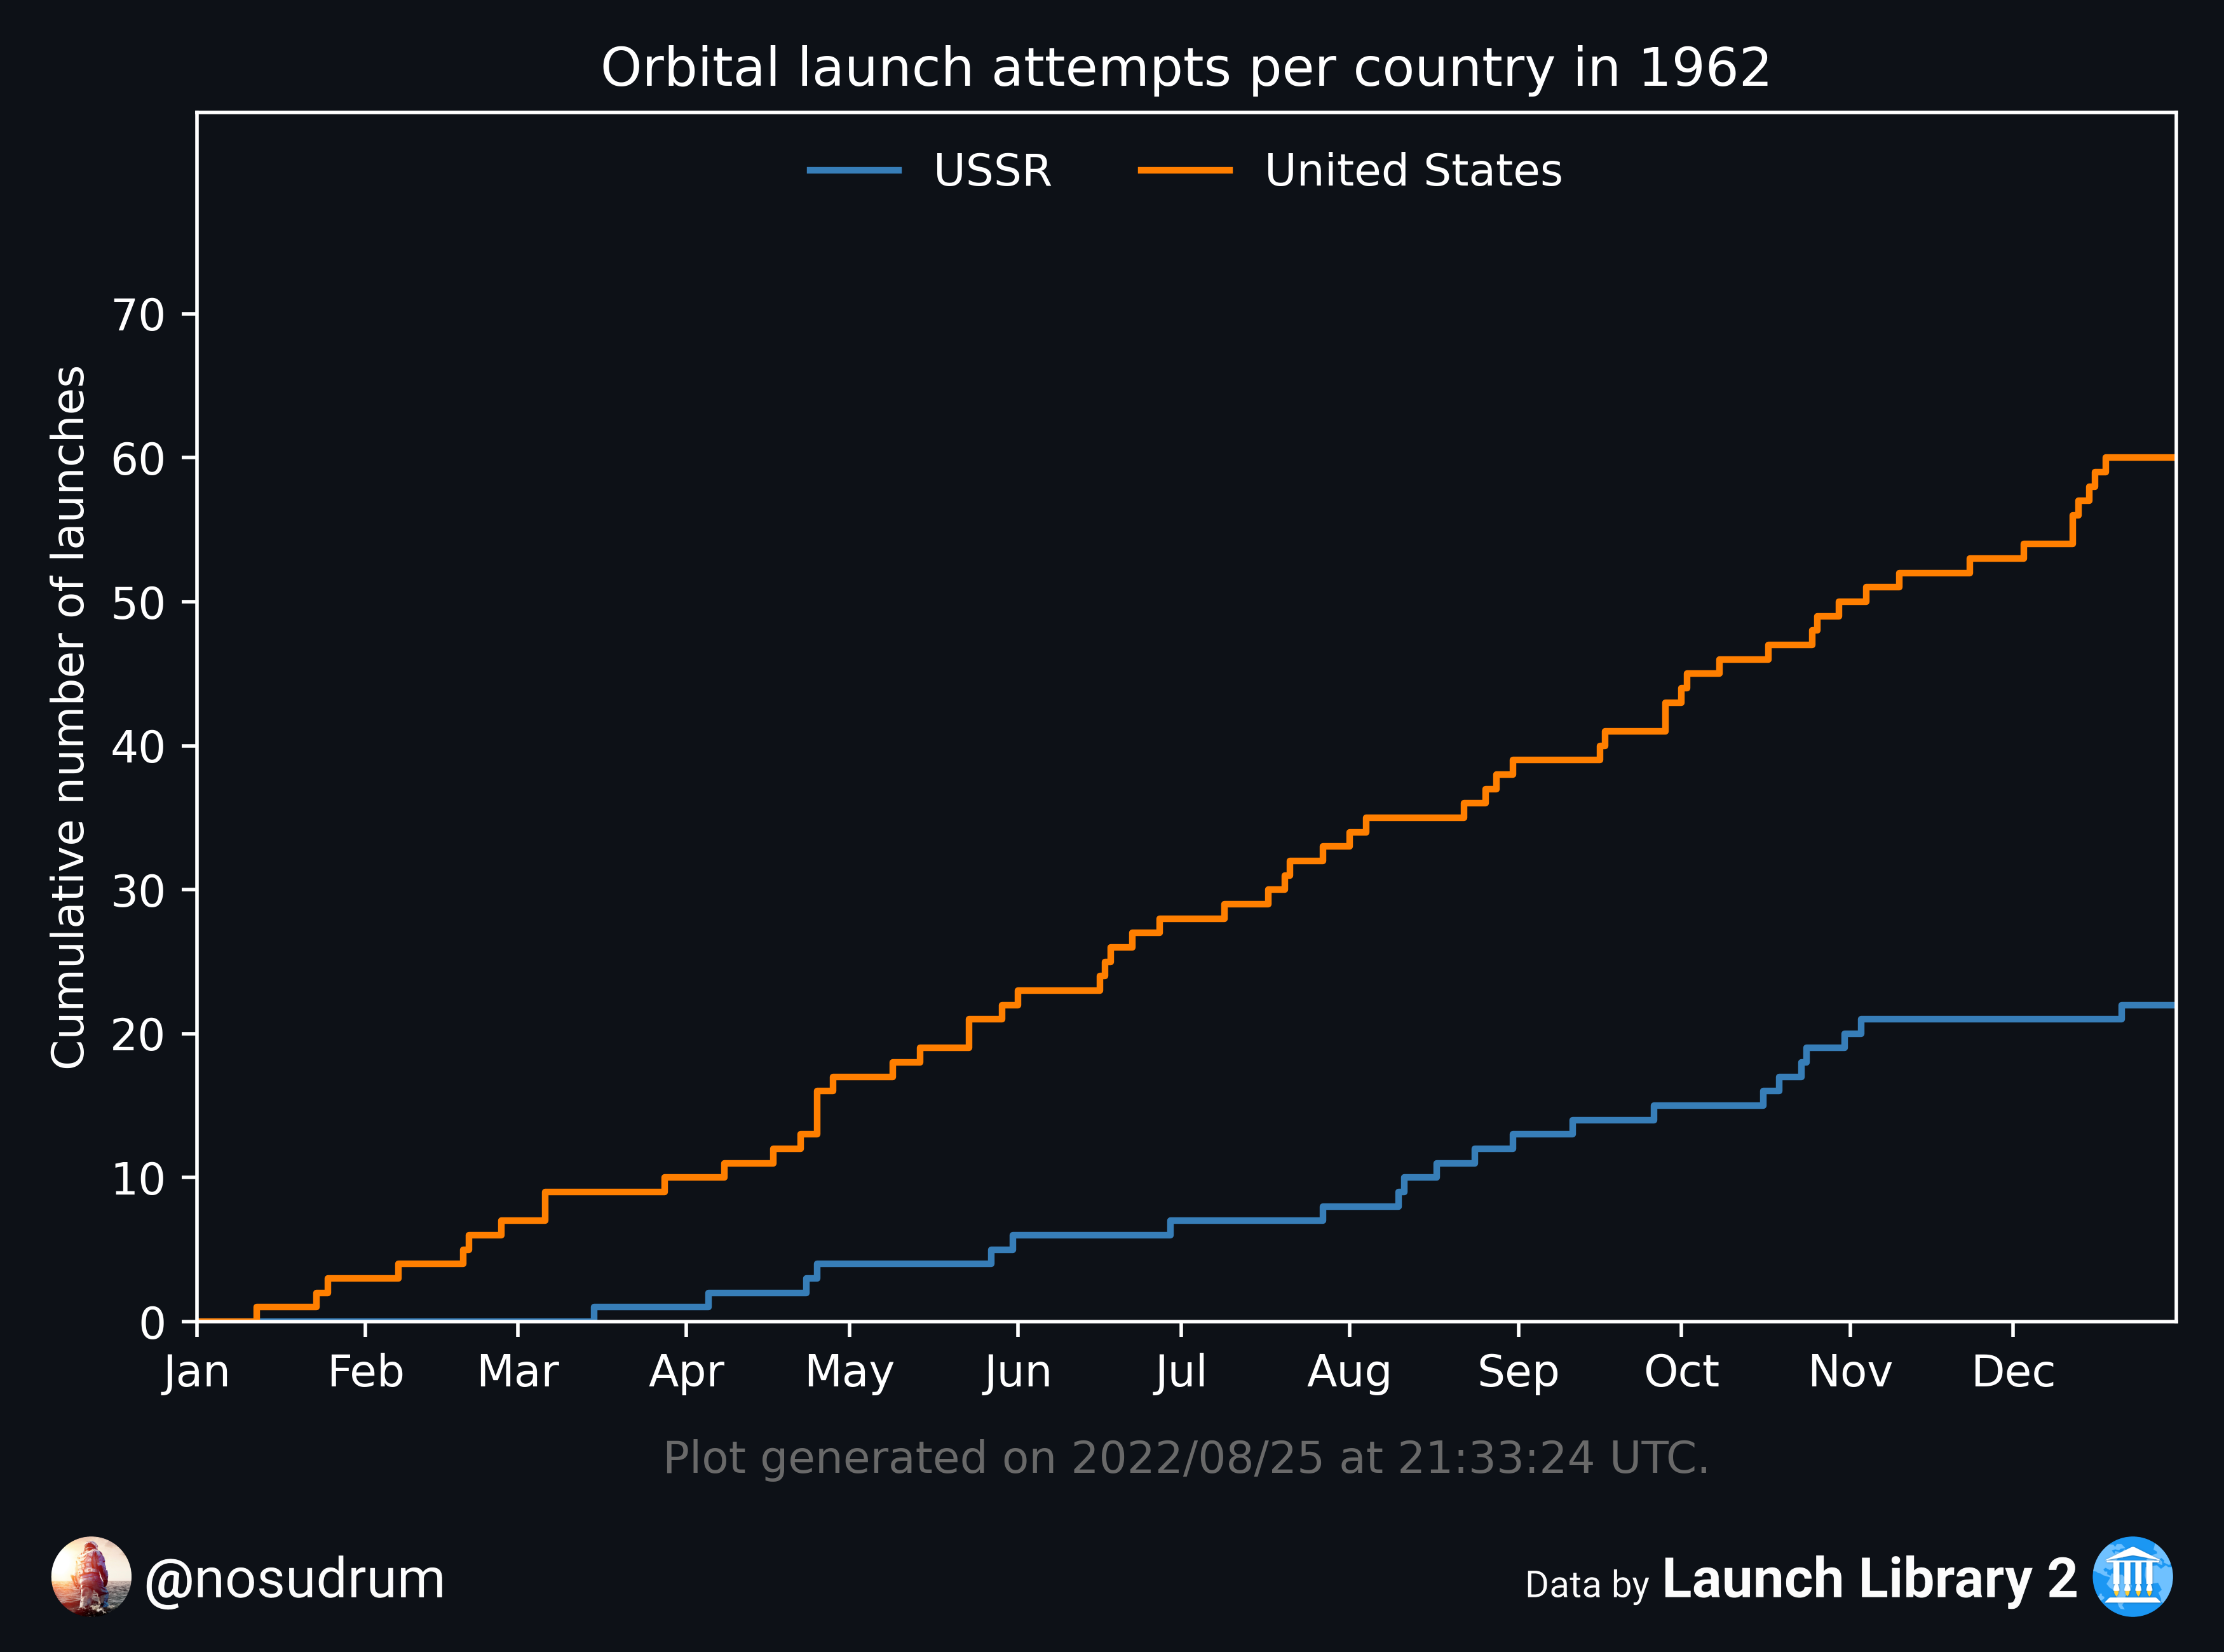 Orbital launch attempts per country in 1962
USSR United States
Cumulative number of launches
70
60
50
40
30
20
10
0
Jan Feb Mar Apr May Jun Jul Aug Sep Oct Nov Dec
Plot generated on 2022/08/25 at 21:33:24 UTC.
@nosudrum
Data by Launch Library 2